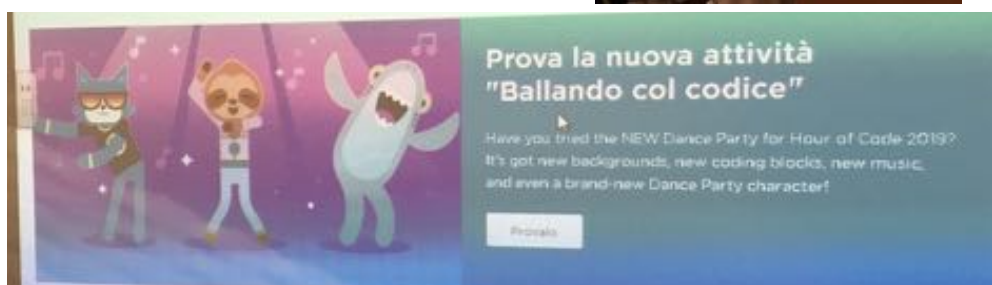 Prova la nuova attività
"Ballando col codice"
Have you tried the NEW Dance Party for Hour of Code 2019?
It's got new backgrounds, new coding blocks, new music,
and even a brand-new Dance Party character!
Provalo